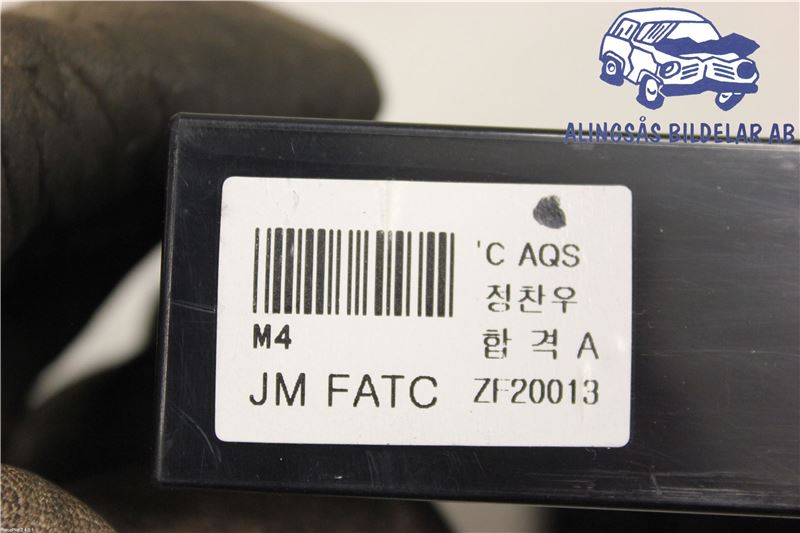 ALINGSÅS BILDELAR AB
'C AQS
정찬우
M4
합격 A
JM FATC
ZF20013